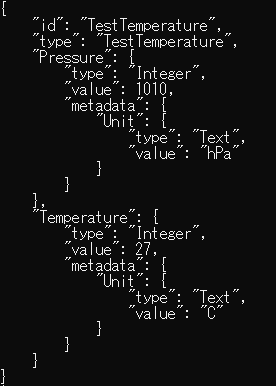 {
    "id": "TestTemperature",
    "type": "TestTemperature",
    "Pressure": {
        "type": "Integer",
        "value": 1010,
        "metadata": {
            "Unit": {
                "type": "Text",
                "value": "hPa"
            }
        }
    },
    "Temperature": {
        "type": "Integer",
        "value": 27,
        "metadata": {
            "Unit": {
                "type": "Text",
                "value": "C"
            }
        }
    }
}